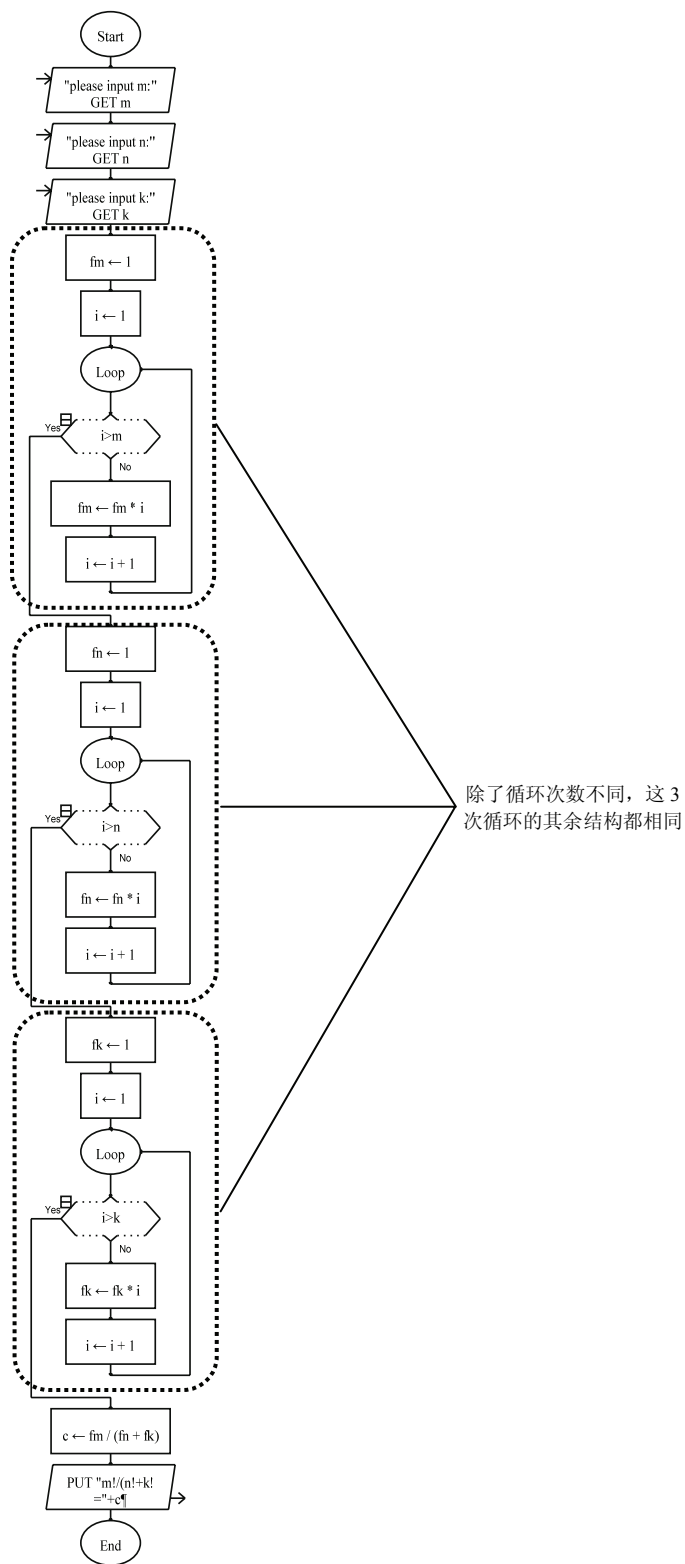 Start
"please input m:"
GET m
"please input n:"
GET n
"please input k:"
GET k
fm ← 1
i ← 1
Loop
Yes
i>m
No
fm ← fm * i
i ← i + 1
fn ← 1
i ← 1
Loop
Yes
i>n
No
fn ← fn * i
i ← i + 1
除了循环次数不同，这 3
次循环的其余结构都相同
fk ← 1
i ← 1
Loop
Yes
i>k
No
fk ← fk * i
i ← i + 1
c ← fm / (fn + fk)
PUT "m!/(n!+k!
="+c¶
End